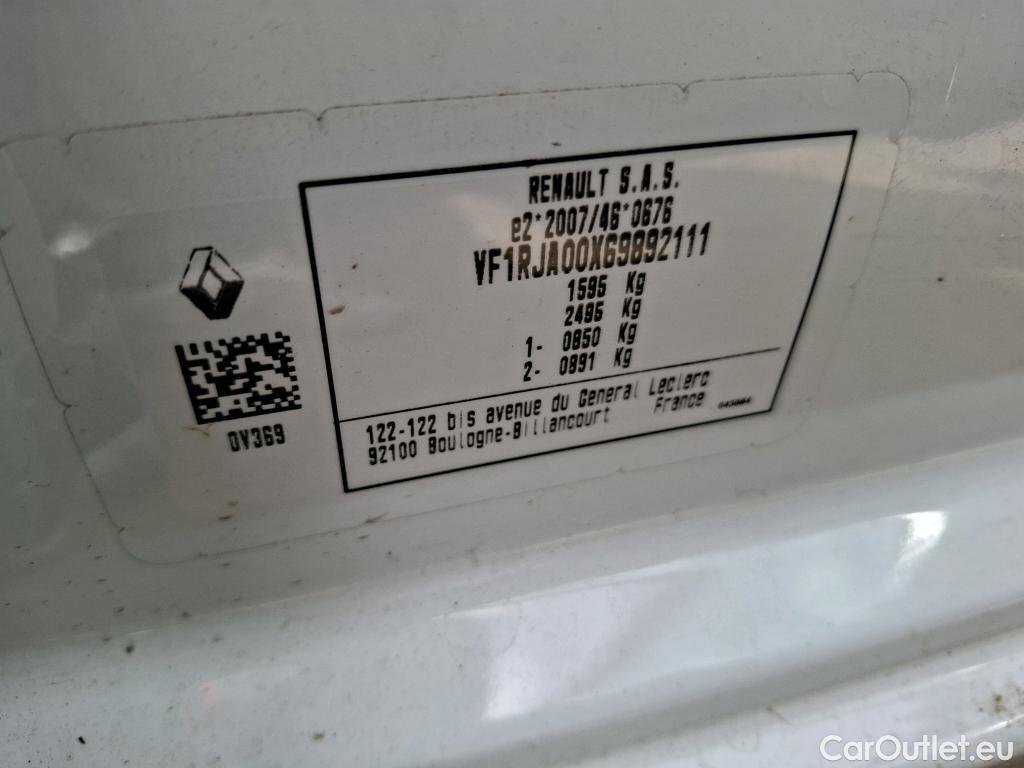 RENAULT S.A.S.
e2*2007/46*0676
VF1RJA00X69892111
1595 Kg
2495 Kg
1- 0850 Kg
2- 0891 Kg
122-122 bis avenue du General Leclerc
92100 Boulogne-Billancourt France
OV369
CarOutlet.eu